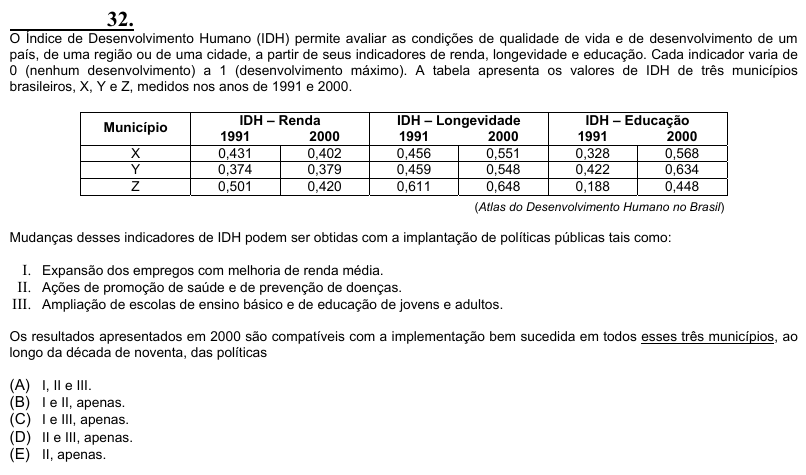 32.
O Índice de Desenvolvimento Humano (IDH) permite avaliar as condições de qualidade de vida e de desenvolvimento de um
país, de uma região ou de uma cidade, a partir de seus indicadores de renda, longevidade e educação. Cada indicador varia de
0 (nenhum desenvolvimento) a 1 (desenvolvimento máximo). A tabela apresenta os valores de IDH de três municípios
brasileiros, X, Y e Z, medidos nos anos de 1991 e 2000.
Município IDH – Renda IDH – Longevidade IDH – Educação
1991 2000 1991 2000 1991 2000
X 0,431 0,402 0,456 0,551 0,328 0,568
Y 0,374 0,379 0,459 0,548 0,422 0,634
Z 0,501 0,420 0,611 0,648 0,188 0,448
(Atlas do Desenvolvimento Humano no Brasil)
Mudanças desses indicadores de IDH podem ser obtidas com a implantação de políticas públicas tais como:
I. Expansão dos empregos com melhoria de renda média.
II. Ações de promoção de saúde e de prevenção de doenças.
III. Ampliação de escolas de ensino básico e de educação de jovens e adultos.
Os resultados apresentados em 2000 são compatíveis com a implementação bem sucedida em todos esses três municípios, ao
longo da década de noventa, das políticas
(A) I, II e III.
(B) I e II, apenas.
(C) I e III, apenas.
(D) II e III, apenas.
(E) II, apenas.